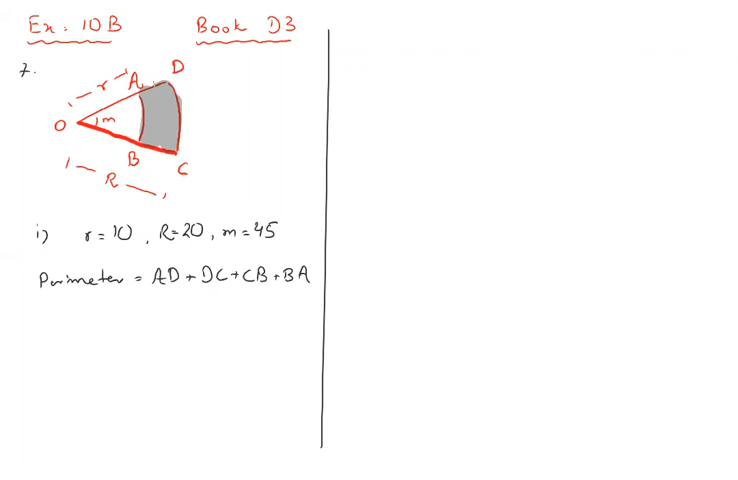 Ex: 10B Book D3
7.
r A D
O m
B C
R
i) r = 10, R = 20, m = 45
Perimeter = AD + DC + CB + BA